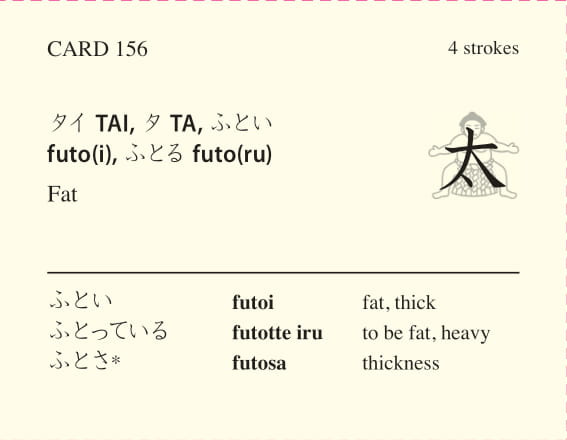 CARD 156
4 strokes
タイ TAI, タ TA, ふとい
futo(i), ふとる futo(ru)
Fat
太
ふとい futoi fat, thick
ふとっている futotte iru to be fat, heavy
ふとさ* futosa thickness